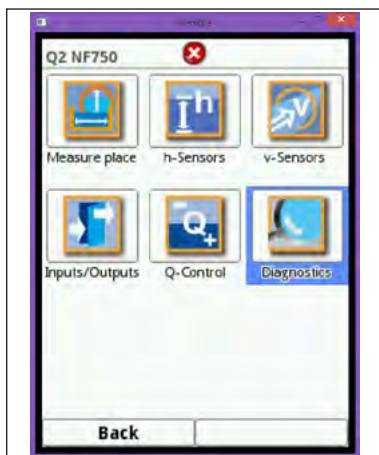 Q2 NF750
Measure place
h-Sensors
v-Sensors
h
v
Inputs/Outputs
Q-Control
Diagnostics
Q
Back